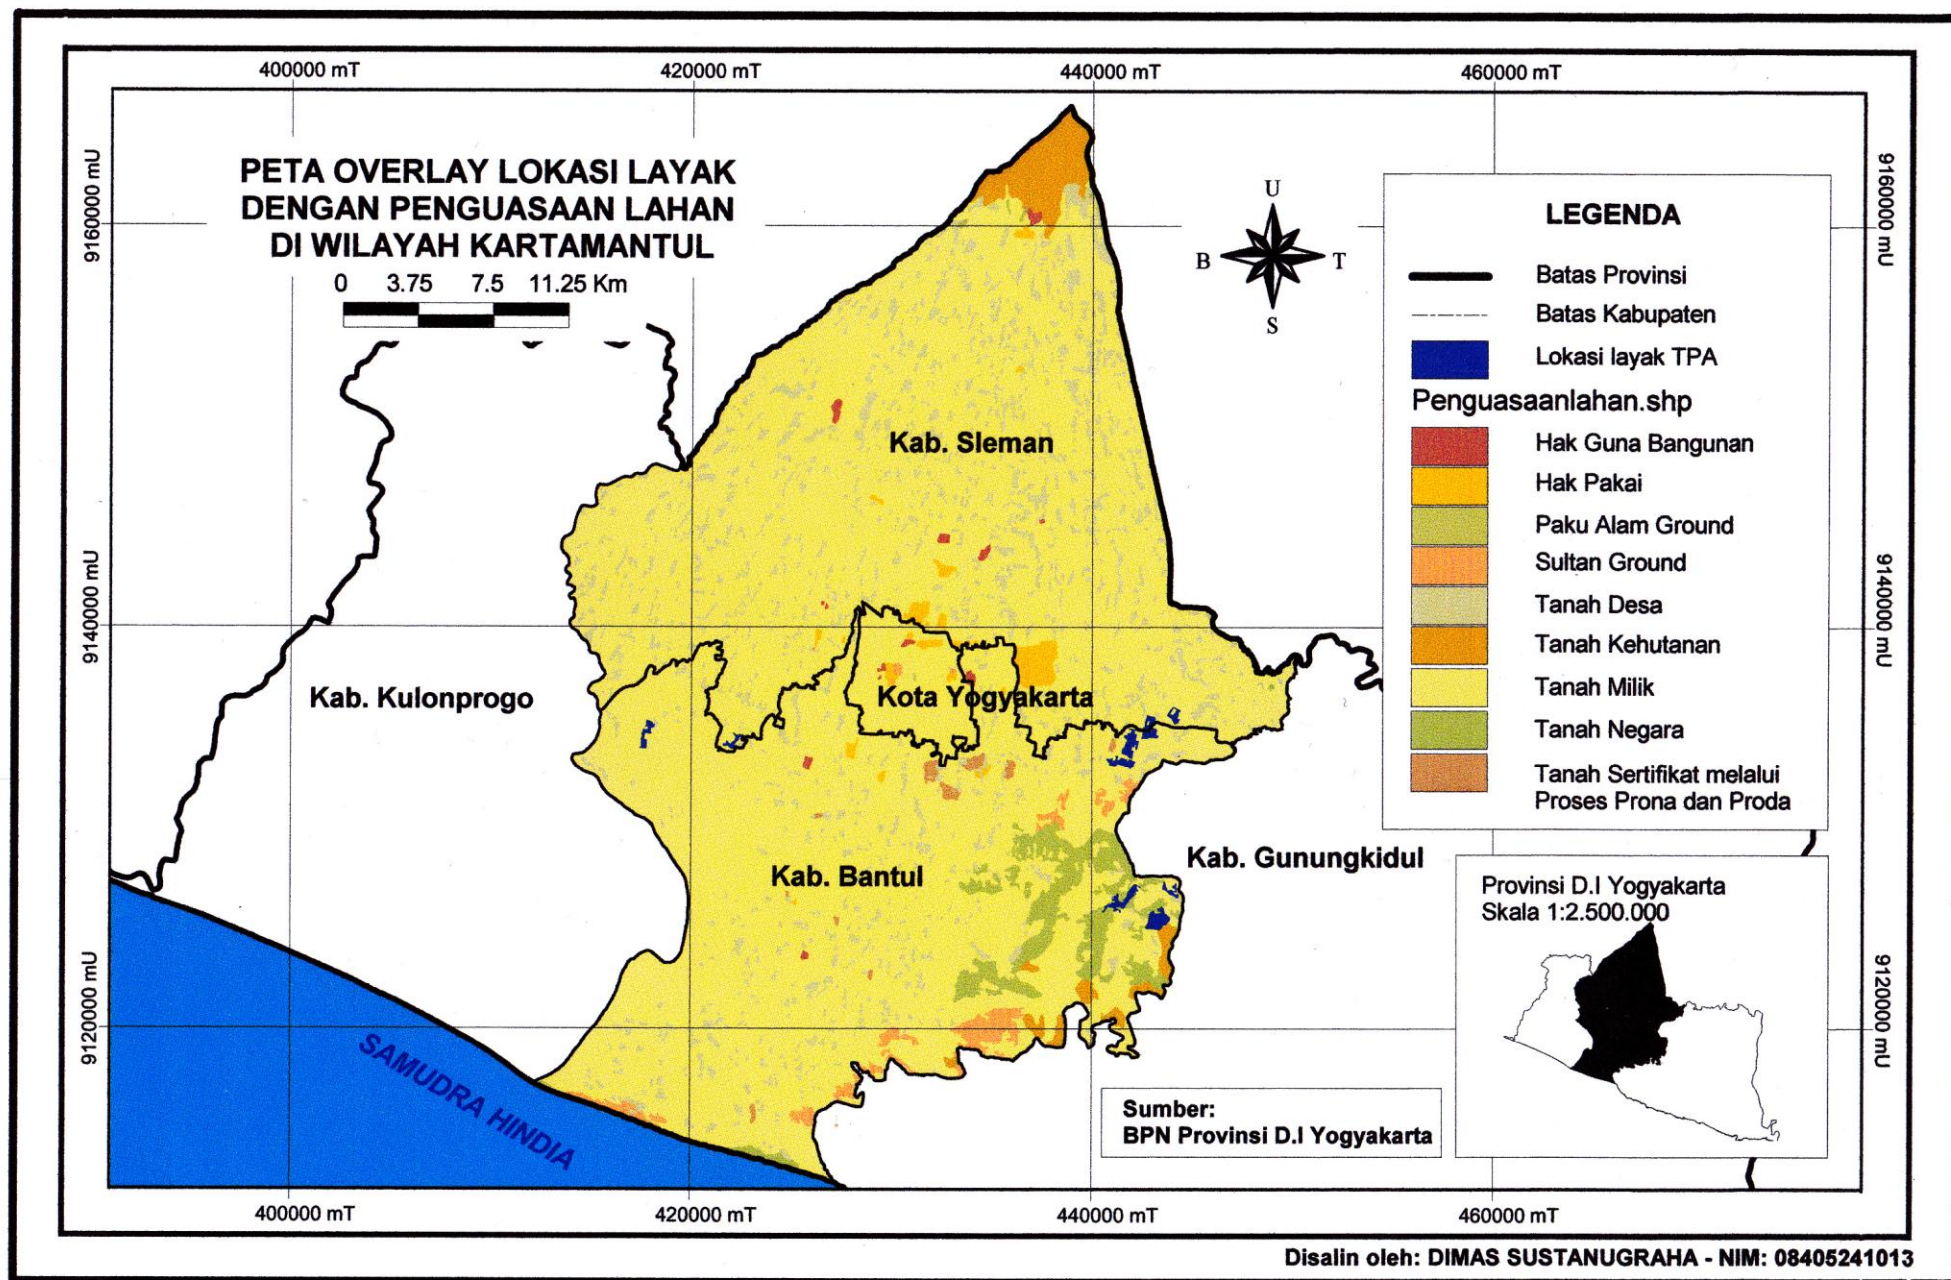 400000 mT
420000 mT
440000 mT
460000 mT
9160000 mU
9140000 mU
9120000 mU
PETA OVERLAY LOKASI LAYAK
DENGAN PENGUASAAN LAHAN
DI WILAYAH KARTAMANTUL
0 3.75 7.5 11.25 Km
U
B
T
S
Kab. Sleman
Kab. Kulonprogo
Kota Yogyakarta
Kab. Bantul
Kab. Gunungkidul
SAMUDRA HINDIA
LEGENDA
Batas Provinsi
Batas Kabupaten
Lokasi layak TPA
Penguasaanlahan.shp
Hak Guna Bangunan
Hak Pakai
Paku Alam Ground
Sultan Ground
Tanah Desa
Tanah Kehutanan
Tanah Milik
Tanah Negara
Tanah Sertifikat melalui
Proses Prona dan Proda
9160000 mU
9140000 mU
9120000 mU
Provinsi D.I Yogyakarta
Skala 1:2.500.000
Sumber:
BPN Provinsi D.I Yogyakarta
400000 mT
420000 mT
440000 mT
460000 mT
Disalin oleh: DIMAS SUSTANUGRAHA - NIM: 08405241013